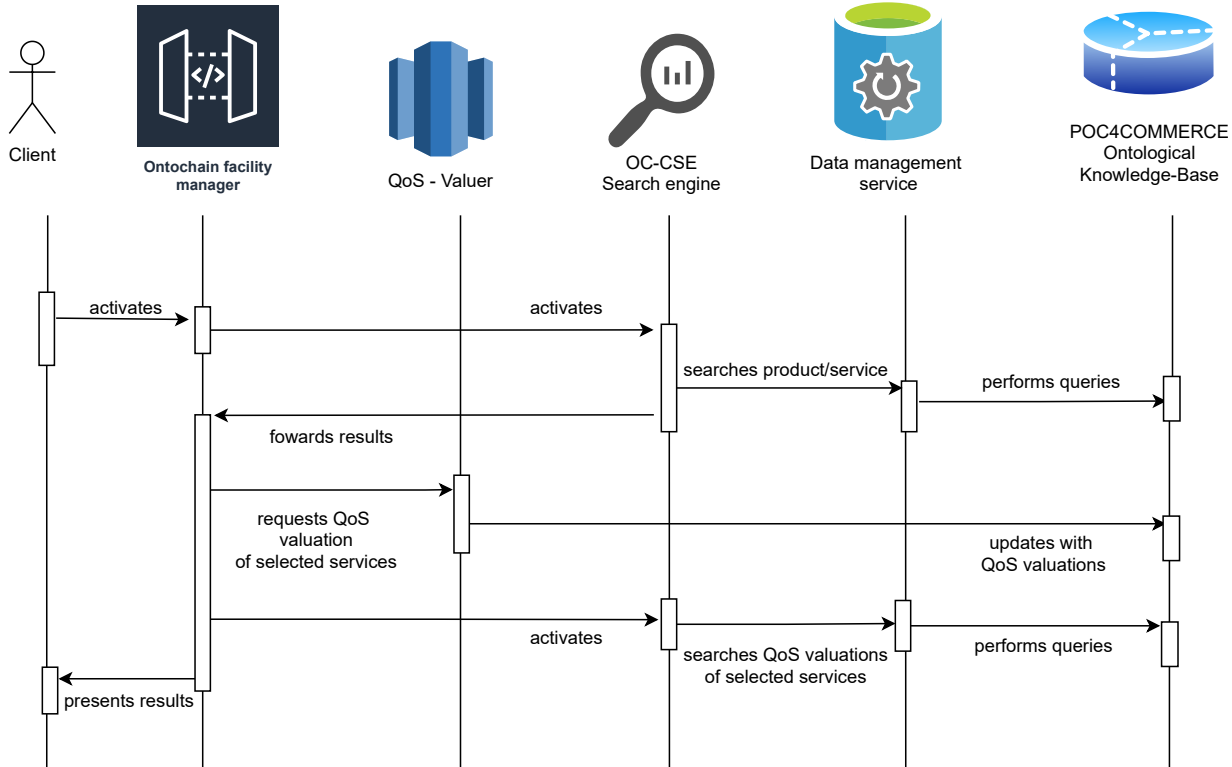 Client
Ontochain facility
manager
QoS - Valuer
OC-CSE
Search engine
Data management
service
POC4COMMERCE
Ontological
Knowledge-Base
activates
activates
searches product/service
performs queries
fowards results
requests QoS
valuation
of selected services
updates with
QoS valuations
activates
searches QoS valuations
of selected services
performs queries
presents results